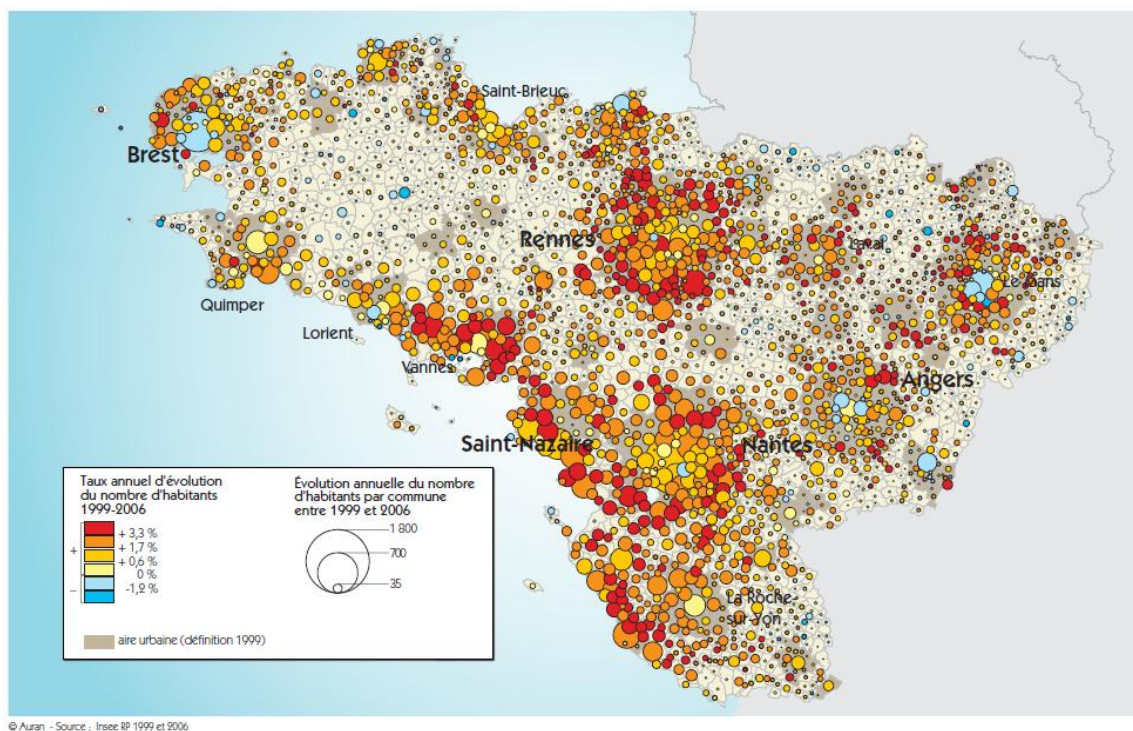 Saint-Brieuc
Brest
Rennes
Laval
Le Mans
Quimper
Lorient
Vannes
Angers
Saint-Nazaire
Nantes
La Roche-
sur-Yon
Taux annuel d'évolution
du nombre d'habitants
1999-2006
+
+ 3,3 %
+ 1,7 %
+ 0,6 %
0 %
–
-1,2 %
aire urbaine (définition 1999)
Évolution annuelle du nombre
d'habitants par commune
entre 1999 et 2006
1 800
700
35
© Auran - Source : Insee RP 1999 et 2006